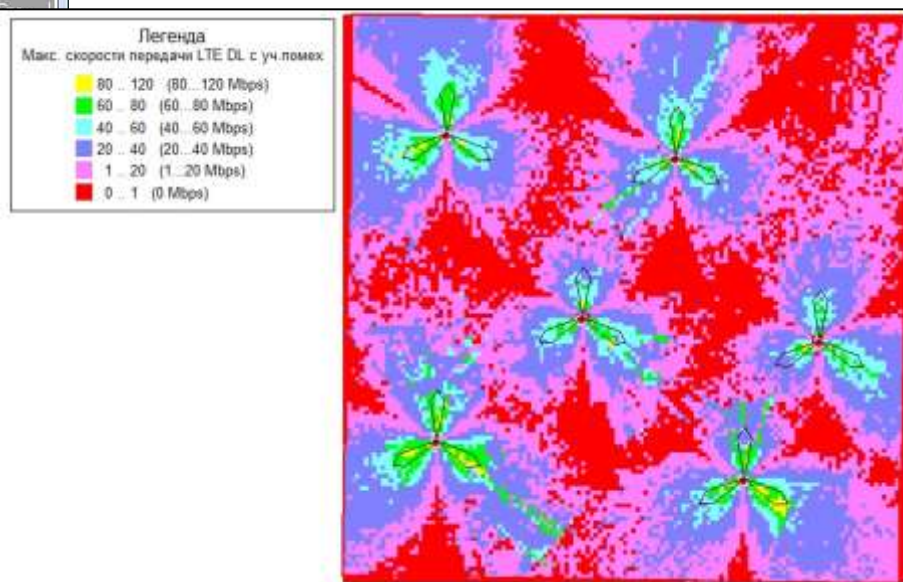 Легенда
Макс. скорости передачи LTE DL с уч.помех
80 .. 120 (80...120 Mbps)
60 .. 80 (60...80 Mbps)
40 .. 60 (40...60 Mbps)
20 .. 40 (20...40 Mbps)
1 .. 20 (1...20 Mbps)
0 .. 1 (0 Mbps)